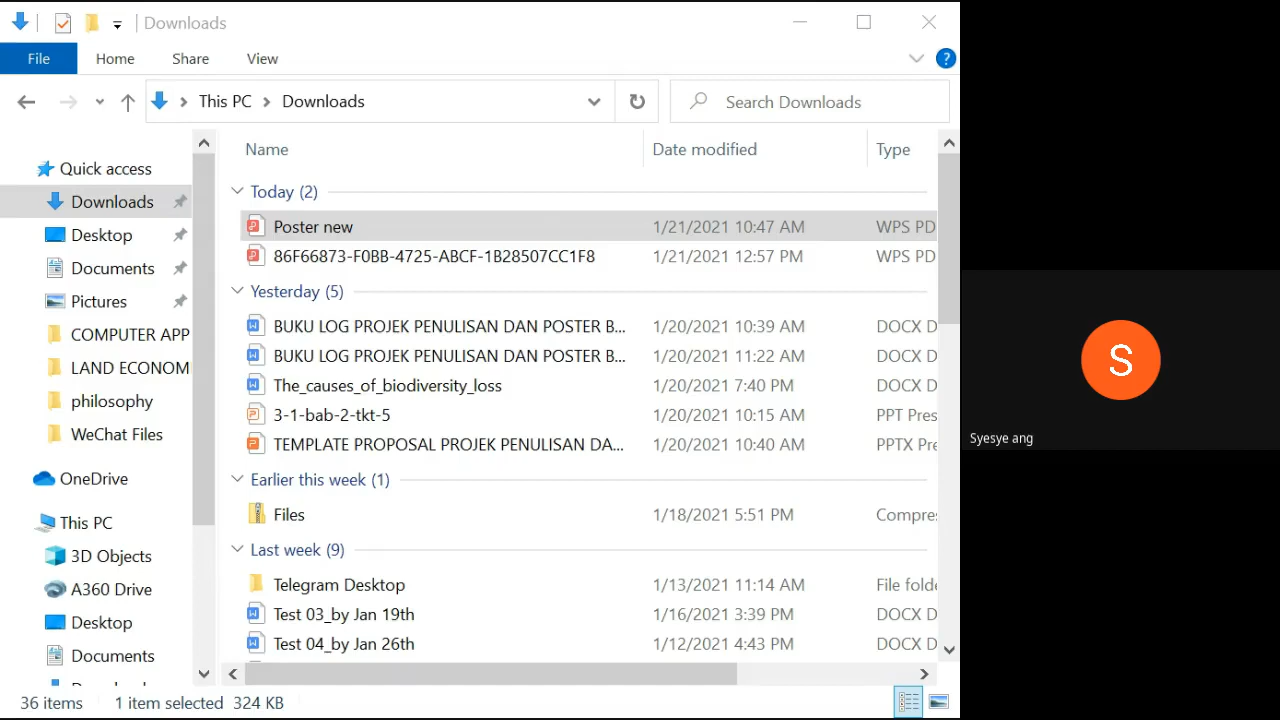 Downloads
File Home Share View
This PC Downloads Search Downloads
Name Date modified Type
Quick access
Downloads
Desktop
Documents
Pictures
COMPUTER APP
LAND ECONOM
philosophy
WeChat Files
OneDrive
This PC
3D Objects
A360 Drive
Desktop
Documents
Today (2)
Poster new 1/21/2021 10:47 AM WPS PD
86F66873-F0BB-4725-ABCF-1B28507CC1F8 1/21/2021 12:57 PM WPS PD
Yesterday (5)
BUKU LOG PROJEK PENULISAN DAN POSTER B... 1/20/2021 10:39 AM DOCX D
BUKU LOG PROJEK PENULISAN DAN POSTER B... 1/20/2021 11:22 AM DOCX D
The_causes_of_biodiversity_loss 1/20/2021 7:40 PM DOCX D
3-1-bab-2-tkt-5 1/20/2021 10:15 AM PPT Pres
TEMPLATE PROPOSAL PROJEK PENULISAN DA... 1/20/2021 10:40 AM PPTX Pre
Earlier this week (1)
Files 1/18/2021 5:51 PM Compre
Last week (9)
Telegram Desktop 1/13/2021 11:14 AM File folde
Test 03_by Jan 19th 1/16/2021 3:39 PM DOCX D
Test 04_by Jan 26th 1/12/2021 4:43 PM DOCX D
36 items 1 item selected 324 KB
S
Syesye ang